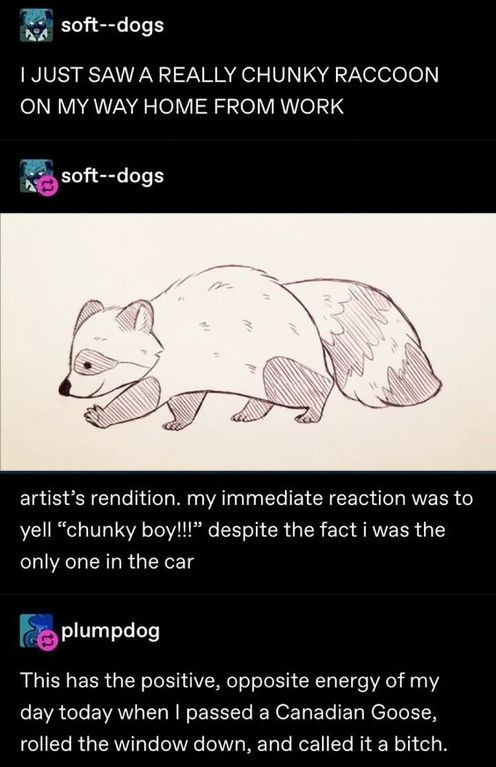 soft--dogs
I JUST SAW A REALLY CHUNKY RACCOON
ON MY WAY HOME FROM WORK
soft--dogs
artist's rendition. my immediate reaction was to
yell “chunky boy!!!” despite the fact i was the
only one in the car
plumpdog
This has the positive, opposite energy of my
day today when I passed a Canadian Goose,
rolled the window down, and called it a bitch.